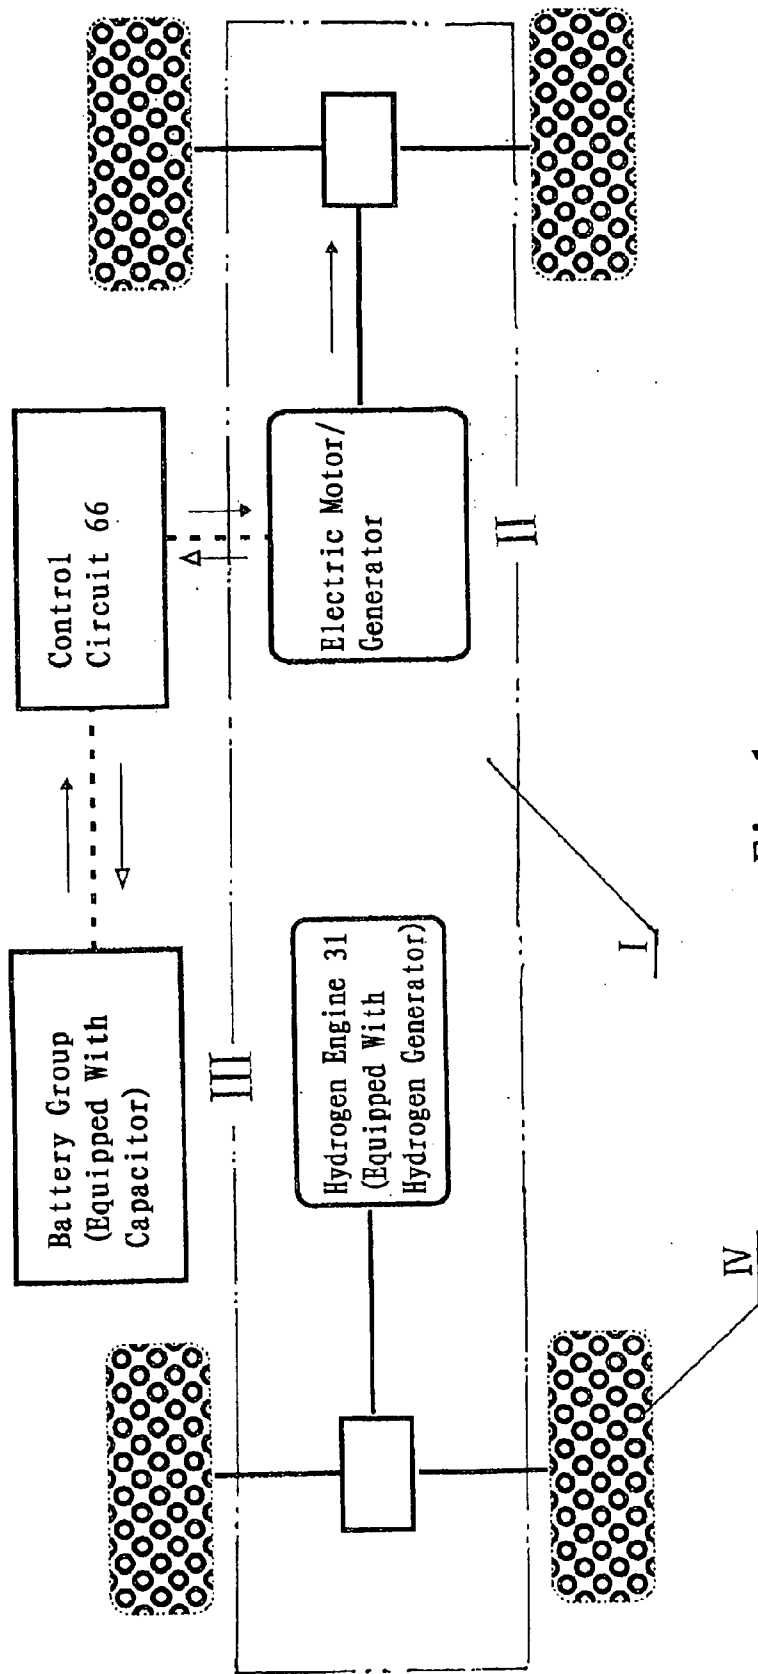 Battery Group
(Equipped With
Capacitor)
Control
Circuit 66
III
Hydrogen Engine 31
(Equipped With
Hydrogen Generator)
Electric Motor/
Generator
II
I
IV